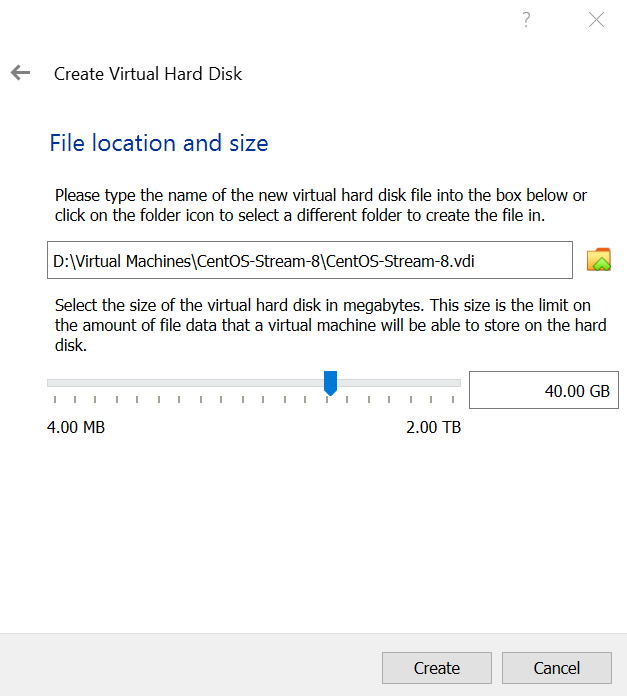 ?
Create Virtual Hard Disk
File location and size
Please type the name of the new virtual hard disk file into the box below or
click on the folder icon to select a different folder to create the file in.
D:\Virtual Machines\CentOS-Stream-8\CentOS-Stream-8.vdi
Select the size of the virtual hard disk in megabytes. This size is the limit on
the amount of file data that a virtual machine will be able to store on the hard
disk.
40.00 GB
4.00 MB 2.00 TB
Create Cancel